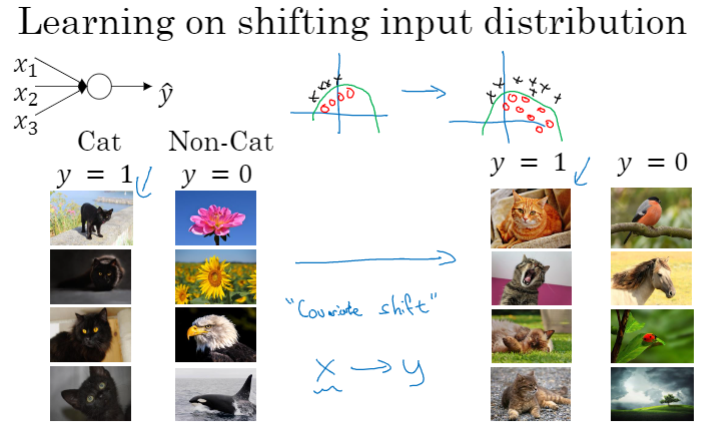 Learning on shifting input distribution
x₁
x₂
x₃
ŷ
Cat
Non-Cat
y = 1
y = 0
y = 1
y = 0
"Covariate shift"
x → y